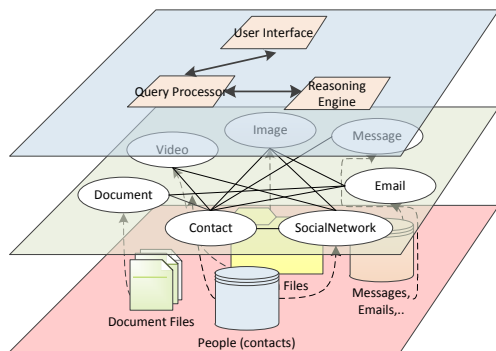 User Interface
Query Processor
Reasoning
Engine
Video
Image
Message
Document
Email
Contact
SocialNetwork
Files
Messages,
Emails,..
Document Files
People (contacts)